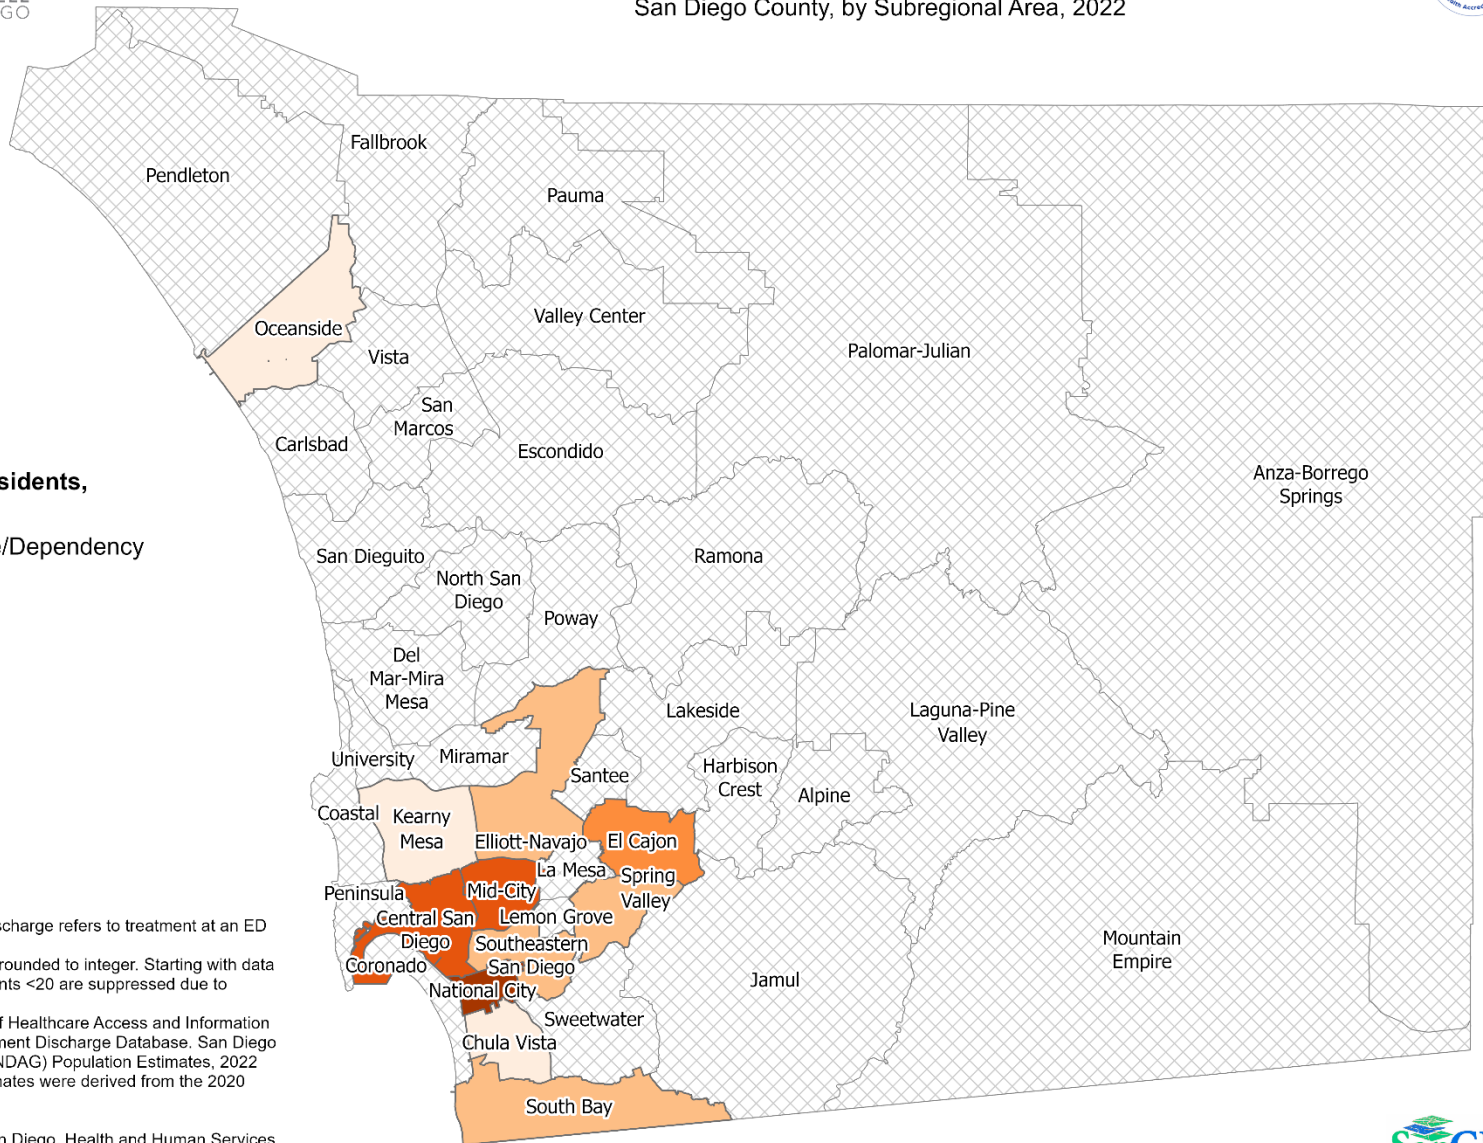 GO
San Diego County, by Subregional Area, 2022
Fallbrook
Pendleton
Pauma
Oceanside
Valley Center
Vista
Palomar-Julian
San
Marcos
Carlsbad
Escondido
Anza-Borrego
Springs
sidents,
/Dependency
San Dieguito
North San
Diego
Ramona
Poway
Del
Mar-Mira
Mesa
Lakeside
Laguna-Pine
Valley
University
Miramar
Santee
Harbison
Crest
Alpine
Coastal
Kearny
Mesa
Elliott-Navajo
El Cajon
La Mesa
Spring
Valley
Peninsula
Mid-City
Central San
Diego
Lemon Grove
Southeastern
San Diego
Coronado
National City
Jamul
Mountain
Empire
Sweetwater
Chula Vista
South Bay
scharge refers to treatment at an ED
rounded to integer. Starting with data
nts <20 are suppressed due to
f Healthcare Access and Information
ment Discharge Database. San Diego
NDAG) Population Estimates, 2022
mates were derived from the 2020
n Diego, Health and Human Services